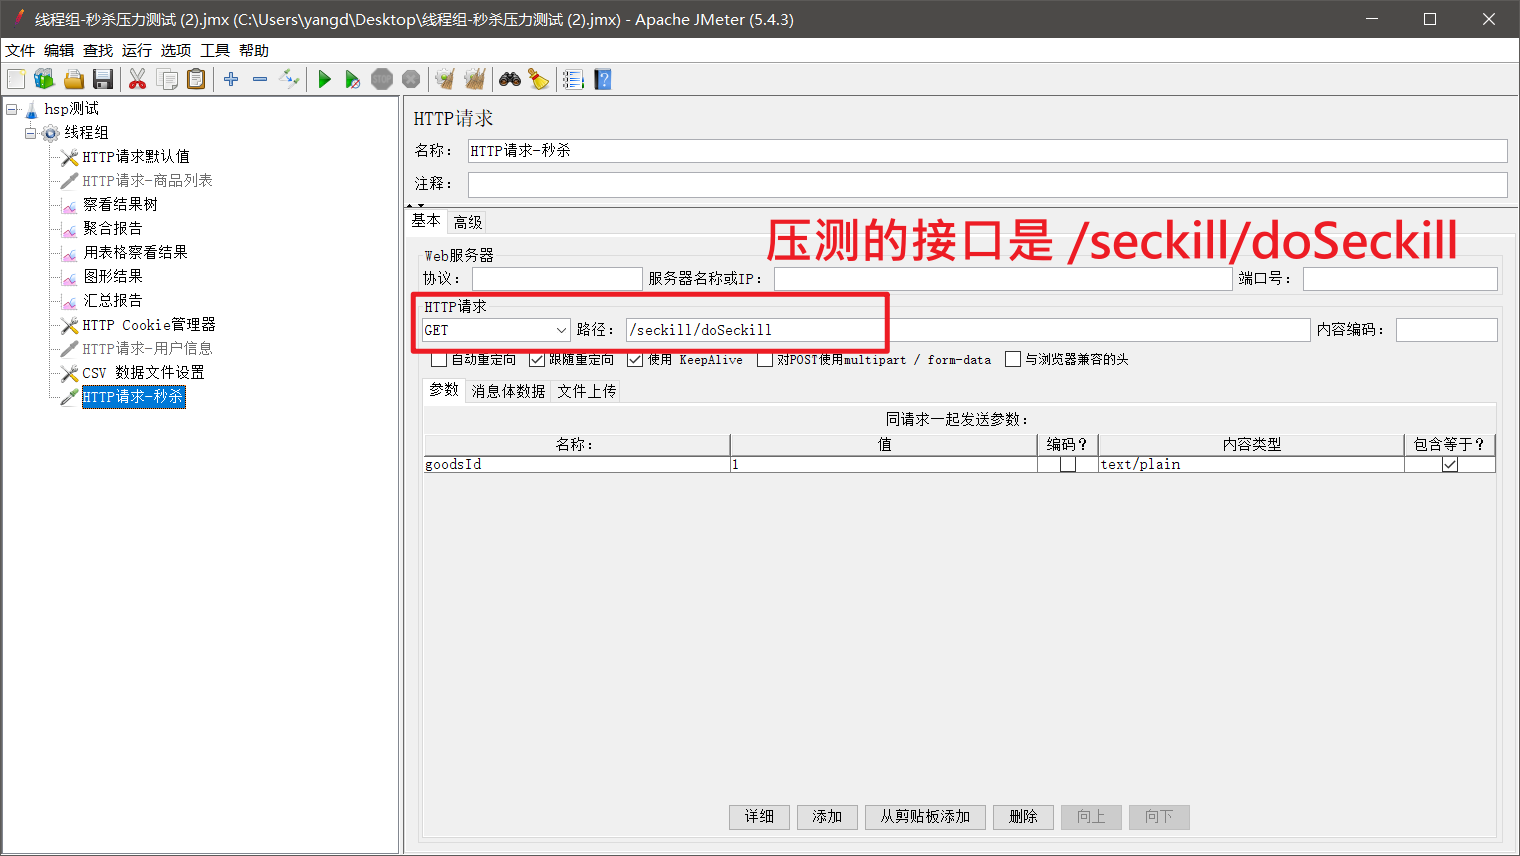 线程组-秒杀压力测试 (2).jmx (C:\Users\yangd\Desktop\线程组-秒杀压力测试 (2).jmx) - Apache JMeter (5.4.3)
文件 编辑 查找 运行 选项 工具 帮助
STOP
hsp测试
线程组
HTTP请求默认值
HTTP请求-商品列表
察看结果树
聚合报告
用表格察看结果
图形结果
汇总报告
HTTP Cookie管理器
HTTP请求-用户信息
CSV 数据文件设置
HTTP请求-秒杀
HTTP请求
名称： HTTP请求-秒杀
注释：
基本 高级
压测的接口是 /seckill/doSeckill
Web服务器
协议： 服务器名称或IP： 端口号：
HTTP请求
GET 路径： /seckill/doSeckill 内容编码：
自动重定向 跟随重定向 使用 KeepAlive 对POST使用multipart / form-data 与浏览器兼容的头
参数 消息体数据 文件上传
同请求一起发送参数：
名称： 值 编码？ 内容类型 包含等于？
goodsId 1 text/plain
详细 添加 从剪贴板添加 删除 向上 向下